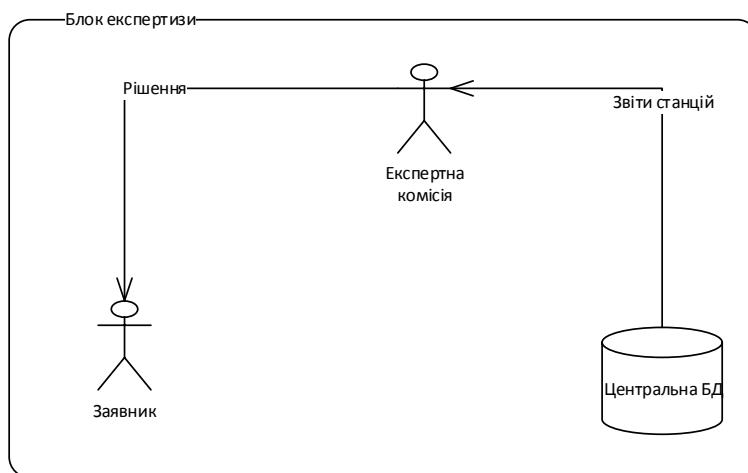 Блок експертизи
Рішення
Звіти станцій
Експертна
комісія
Центральна БД
Заявник